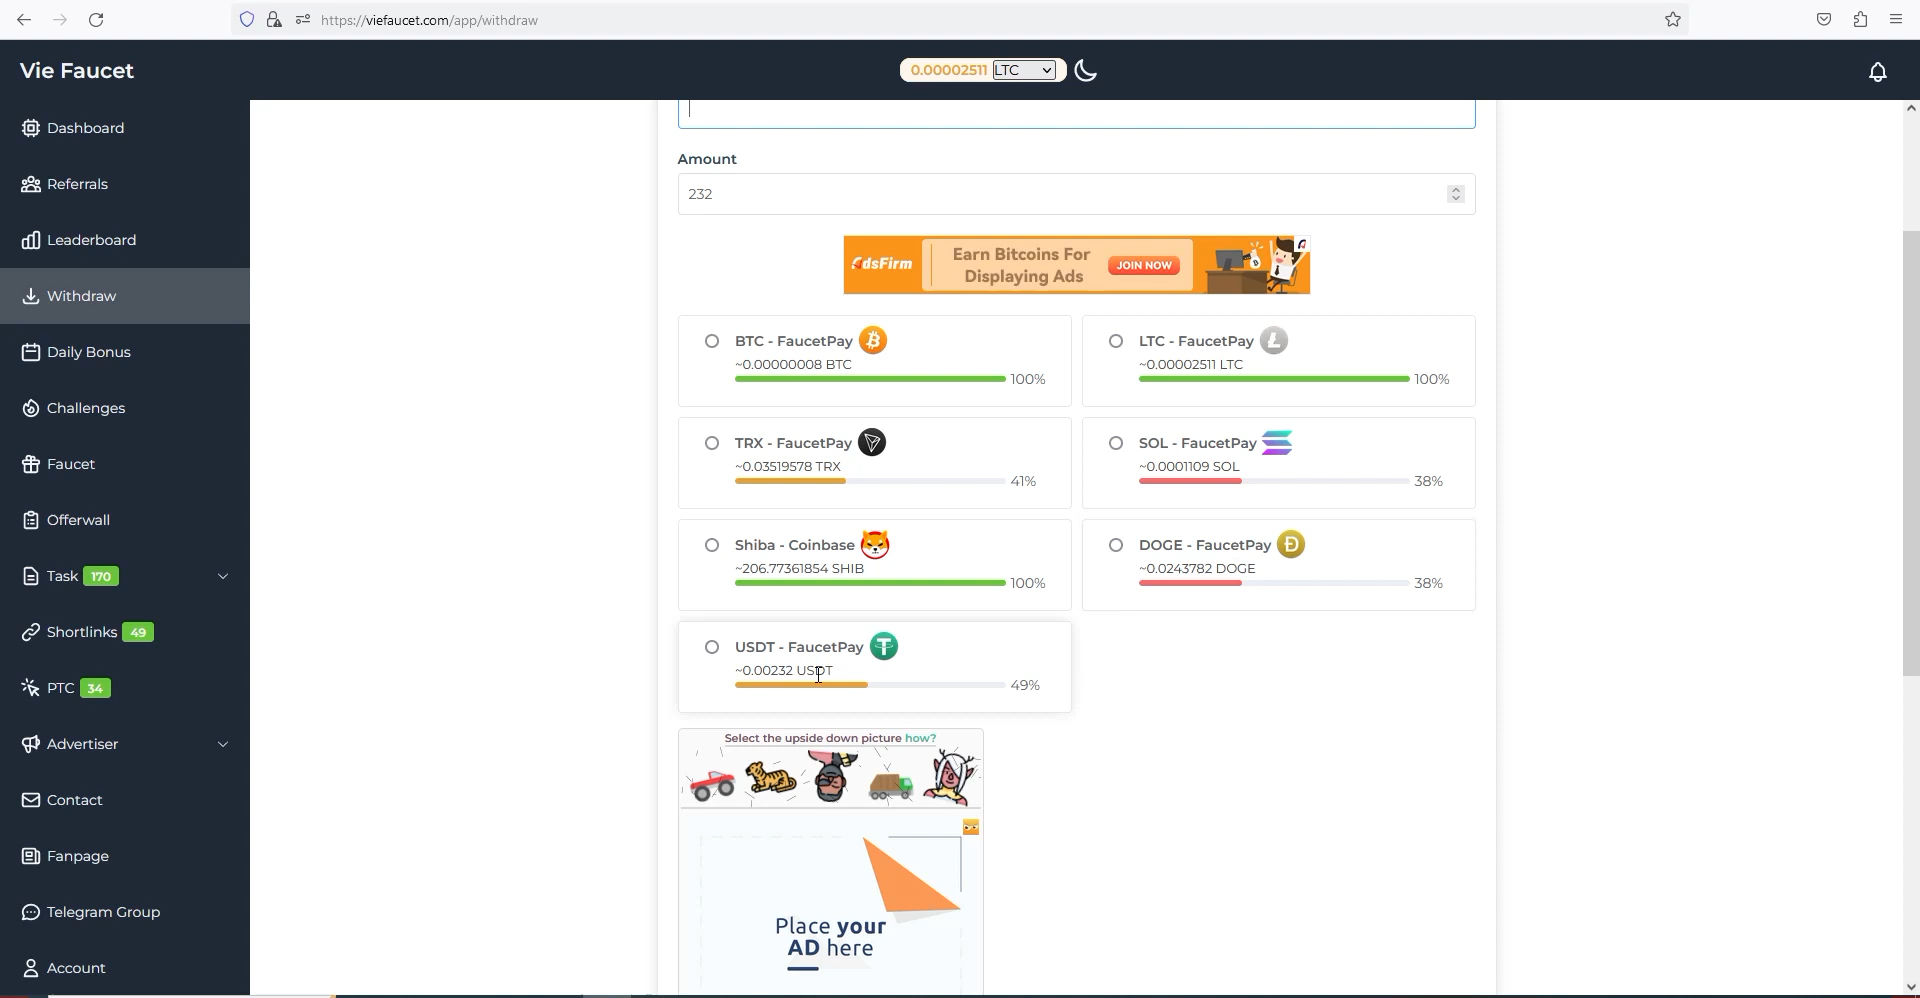 https://viefaucet.com/app/withdraw
Vie Faucet
0.00002511 LTC
Dashboard
Referrals
Leaderboard
Withdraw
Daily Bonus
Challenges
Faucet
Offerwall
Task 170
Shortlinks 49
PTC 34
Advertiser
Contact
Fanpage
Telegram Group
Account
Amount
232
AdsFirm
Earn Bitcoins For
Displaying Ads
JOIN NOW
BTC - FaucetPay
~0.00000008 BTC
100%
LTC - FaucetPay
~0.00002511 LTC
100%
TRX - FaucetPay
~0.03519578 TRX
41%
SOL - FaucetPay
~0.0001109 SOL
38%
Shiba - Coinbase
~206.77361854 SHIB
100%
DOGE - FaucetPay
~0.0243782 DOGE
38%
USDT - FaucetPay
~0.00232 USDT
49%
Select the upside down picture how?
Place your
AD here